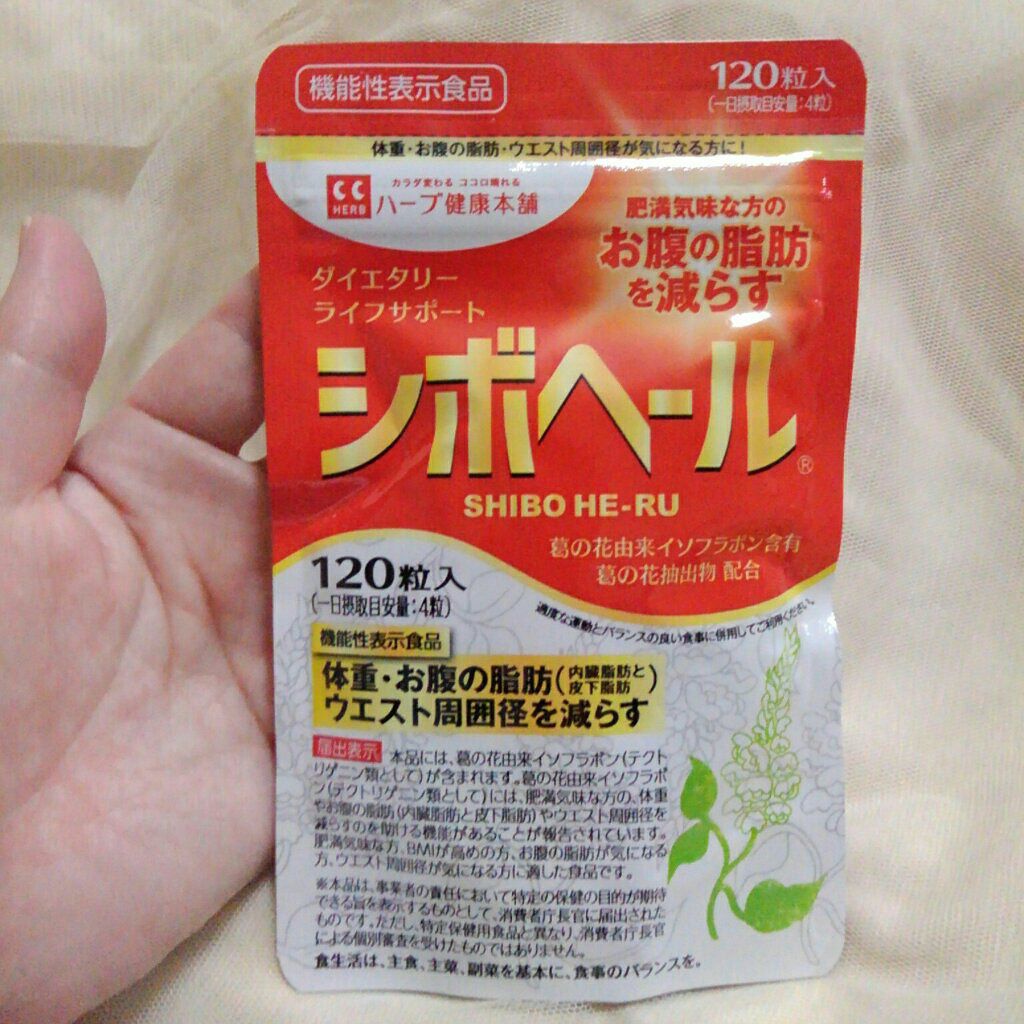 機能性表示食品
120粒入
(一日摂取目安量:4粒)
体重・お腹の脂肪・ウエスト周囲径が気になる方に!
カラダ変わる ココロ晴れる
HERB
ハーブ健康本舗
肥満気味な方の
お腹の脂肪
を減らす
ダイエタリー
ライフサポート
シボヘール®
SHIBO HE-RU
葛の花由来イソフラボン含有
葛の花抽出物 配合
120粒入
(一日摂取目安量:4粒)
適度な運動とバランスの良い食事に併用してご利用ください。
機能性表示食品
体重・お腹の脂肪(内臓脂肪と皮下脂肪)
ウエスト周囲径を減らす
届出表示 本品には、葛の花由来イソフラボン(テクト
リゲニン類として)が含まれます。葛の花由来イソフラボ
ン(テクトリゲニン類として)には、肥満気味な方の、体重
やお腹の脂肪(内臓脂肪と皮下脂肪)やウエスト周囲径を
減らすのを助ける機能があることが報告されています。
肥満気味な方、BMIが高めの方、お腹の脂肪が気になる
方、ウエスト周囲径が気になる方に適した食品です。
※本品は、事業者の責任において特定の保健の目的が期待
できる旨を表示するものとして、消費者庁長官に届出された
ものです。ただし、特定保健用食品と異なり、消費者庁長官
による個別審査を受けたものではありません。
食生活は、主食、主菜、副菜を基本に、食事のバランスを。